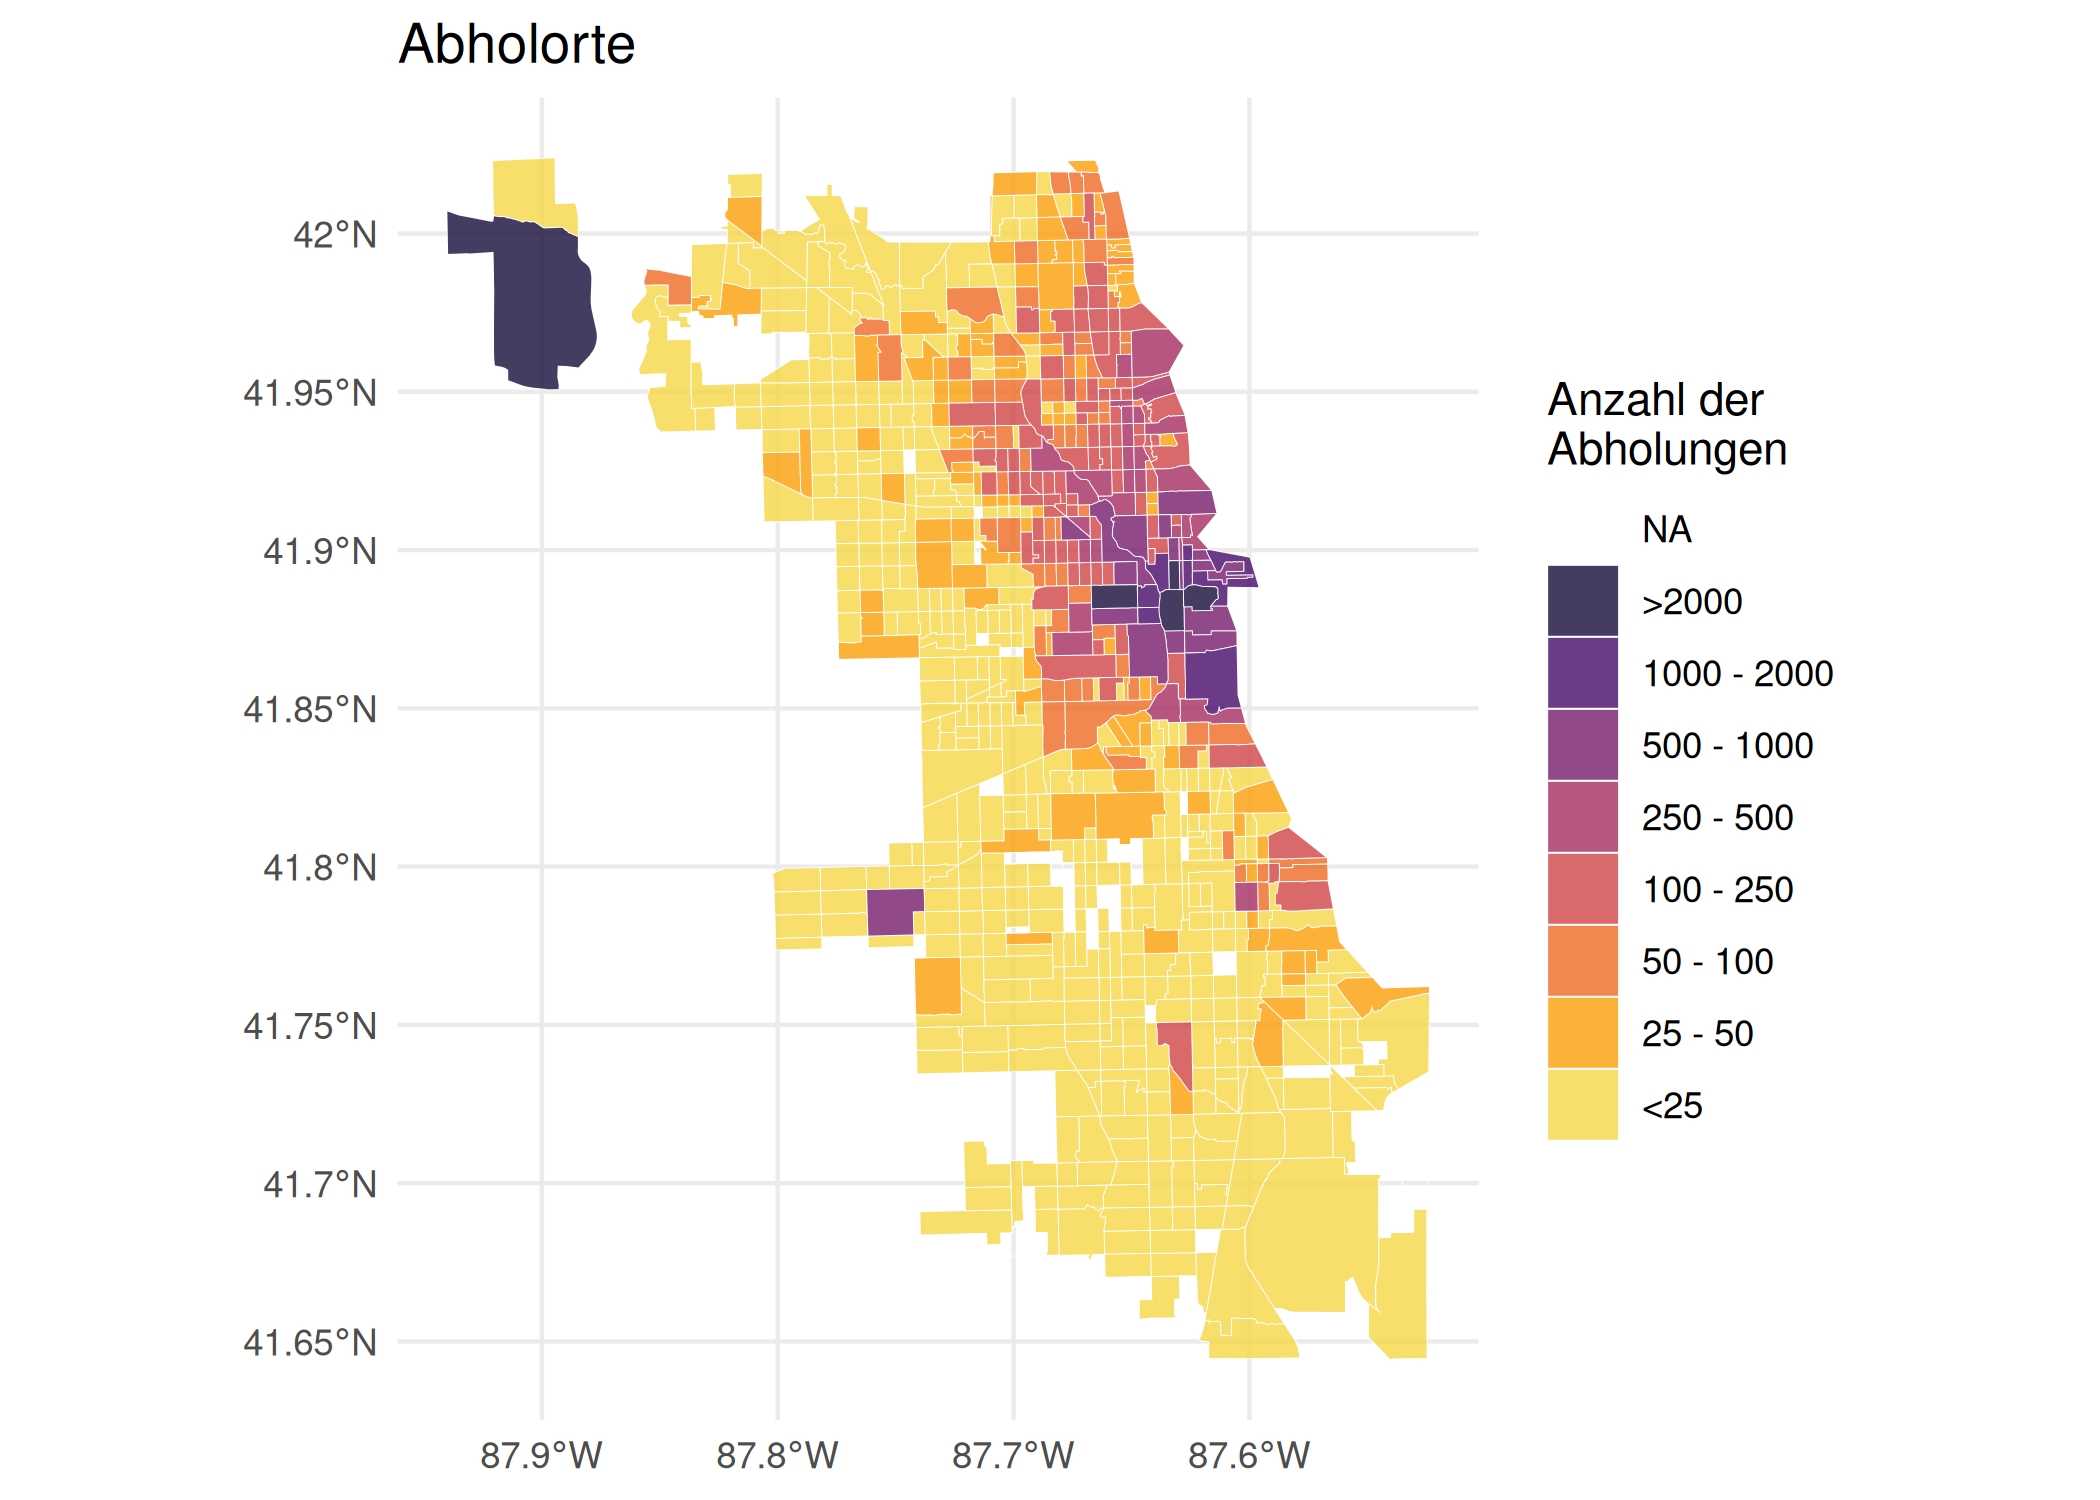 Abholorte
42°N
41.95°N
41.9°N
41.85°N
41.8°N
41.75°N
41.7°N
41.65°N
87.9°W
87.8°W
87.7°W
87.6°W
Anzahl der
Abholungen
NA
>2000
1000 - 2000
500 - 1000
250 - 500
100 - 250
50 - 100
25 - 50
<25